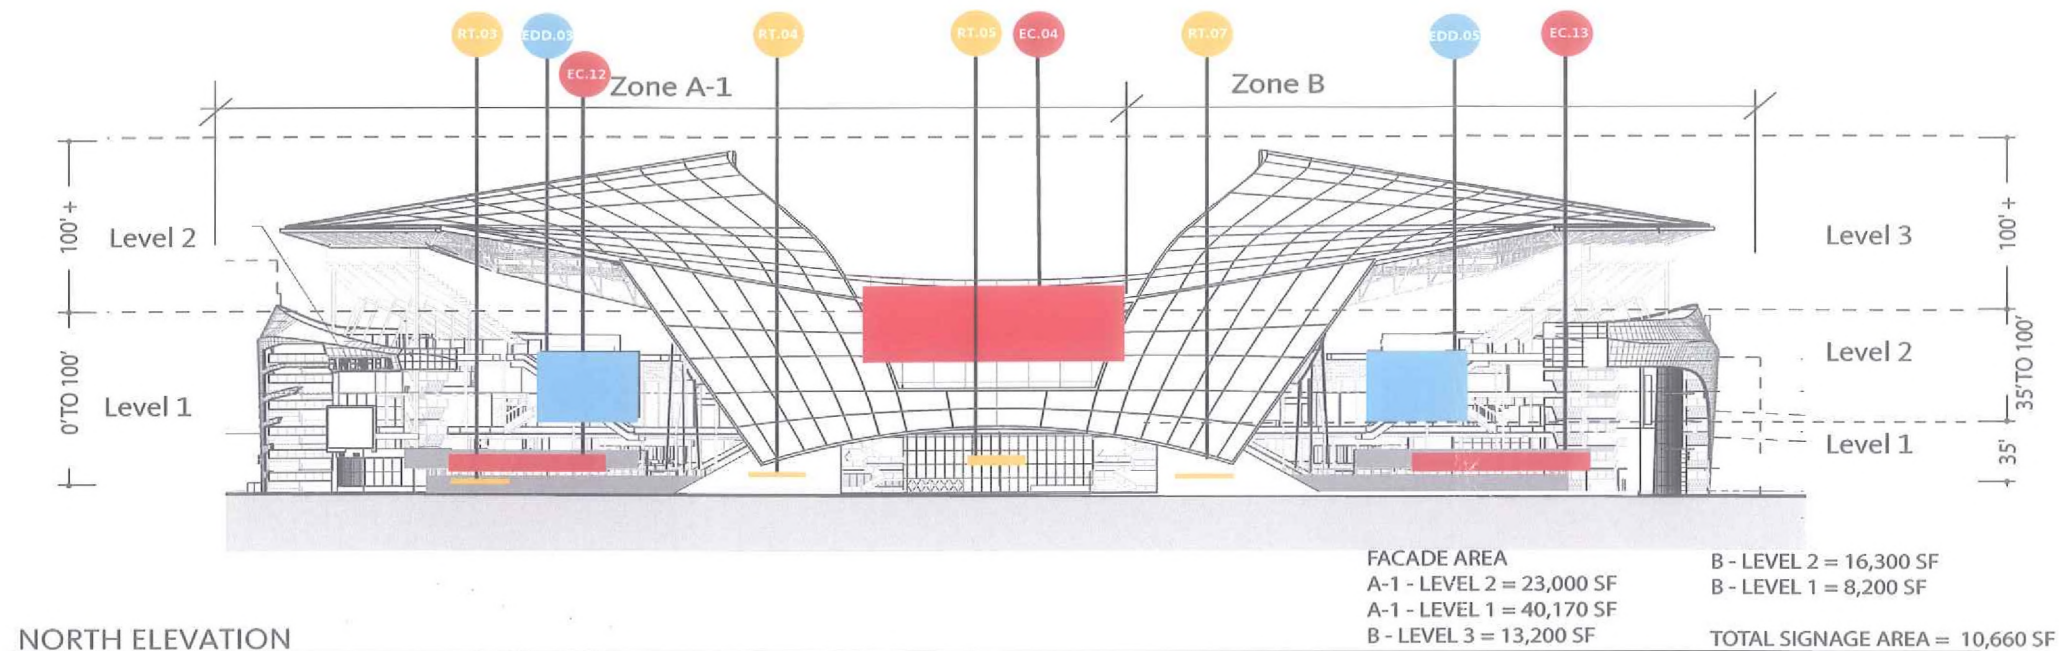 RT.03
EDD.03
EC.12
RT.04
RT.05
EC.04
RT.07
EDD.05
EC.13
Zone A-1
Zone B
100' +
Level 2
0' TO 100'
Level 1
Level 3
100' +
Level 2
35' TO 100'
Level 1
35'
FACADE AREA
A-1 - LEVEL 2 = 23,000 SF
A-1 - LEVEL 1 = 40,170 SF
B - LEVEL 3 = 13,200 SF
B - LEVEL 2 = 16,300 SF
B - LEVEL 1 = 8,200 SF
TOTAL SIGNAGE AREA = 10,660 SF
NORTH ELEVATION